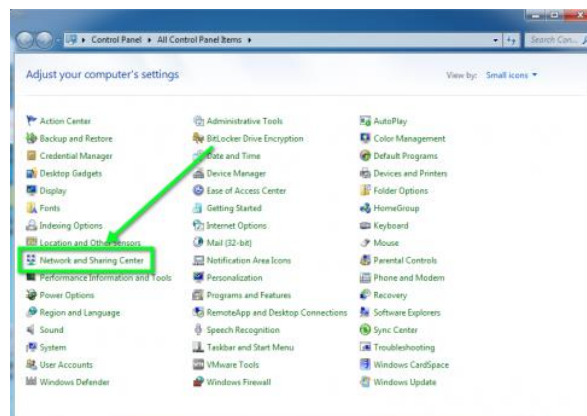 Control Panel ▸ All Control Panel Items ▸
Search Con...
Adjust your computer's settings
View by: Small icons
Action Center
Administrative Tools
AutoPlay
Backup and Restore
BitLocker Drive Encryption
Color Management
Credential Manager
Date and Time
Default Programs
Desktop Gadgets
Device Manager
Devices and Printers
Display
Ease of Access Center
Folder Options
Fonts
Getting Started
HomeGroup
Indexing Options
Internet Options
Keyboard
Location and Other Sensors
Mail (32-bit)
Mouse
Network and Sharing Center
Notification Area Icons
Parental Controls
Performance Information and Tools
Personalization
Phone and Modem
Power Options
Programs and Features
Recovery
Region and Language
RemoteApp and Desktop Connections
Software Explorers
Sound
Speech Recognition
Sync Center
System
Taskbar and Start Menu
Troubleshooting
User Accounts
VMware Tools
Windows CardSpace
Windows Defender
Windows Firewall
Windows Update